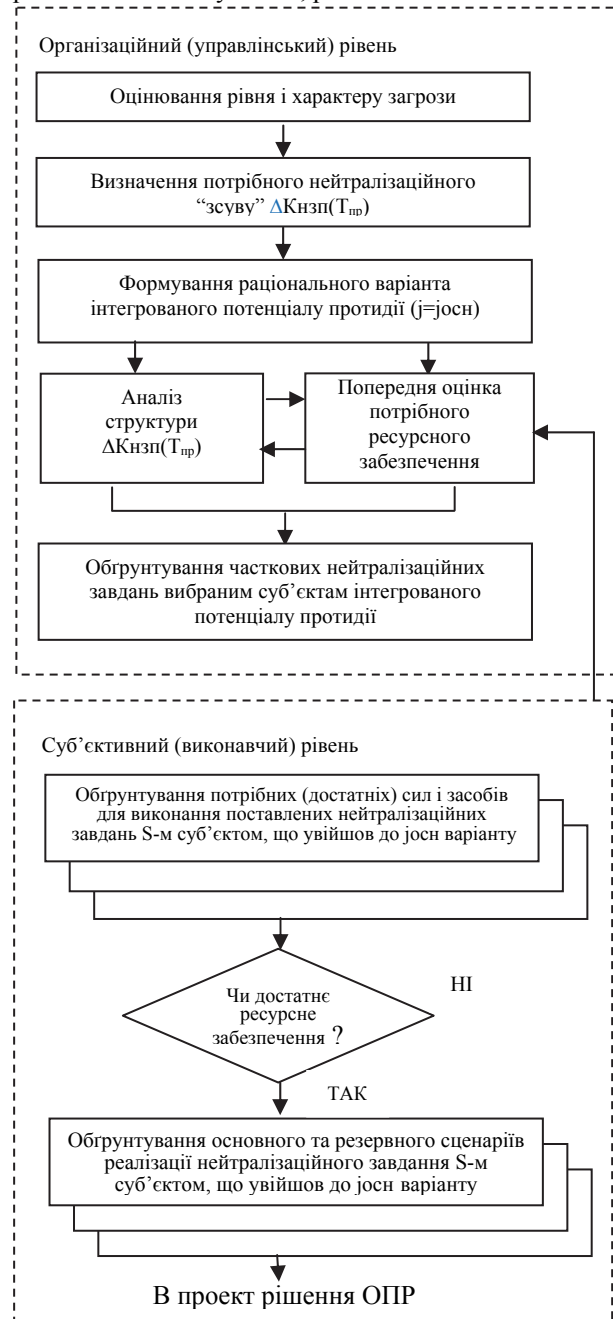 Організаційний (управлінський) рівень
Оцінювання рівня і характеру загрози
Визначення потрібного нейтралізаційного
“зсуву” ΔКнзп(Тпр)
Формування раціонального варіанта
інтегрованого потенціалу протидії (j=jосн)
Аналіз
структури
ΔКнзп(Тпр)
Попередня оцінка
потрібного
ресурсного
забезпечення
Обґрунтування часткових нейтралізаційних
завдань вибраним суб’єктам інтегрованого
потенціалу протидії
Суб’єктивний (виконавчий) рівень
Обґрунтування потрібних (достатніх) сил і засобів
для виконання поставлених нейтралізаційних
завдань S-м суб’єктом, що увійшов до jосн варіанту
Чи достатнє
ресурсне
забезпечення ?
НІ
ТАК
Обґрунтування основного та резервного сценаріїв
реалізації нейтралізаційного завдання S-м
суб’єктом, що увійшов до jосн варіанту
В проект рішення ОПР